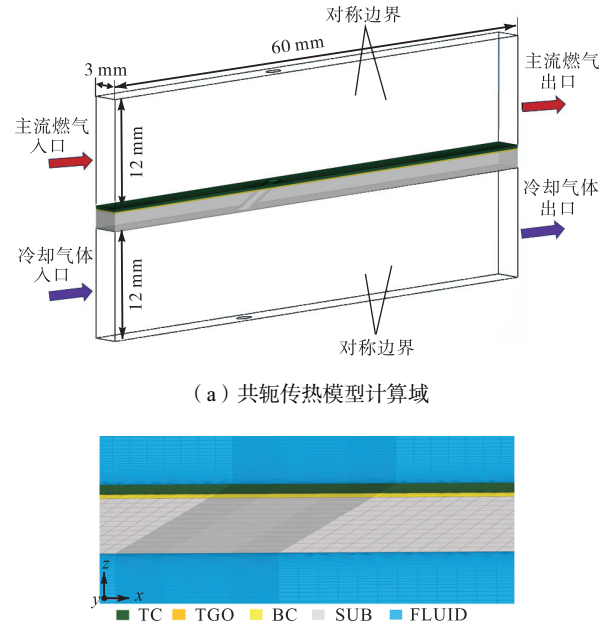 对称边界
60 mm
3 mm
主流燃气
入口
12 mm
主流燃气
出口
冷却气体
入口
12 mm
冷却气体
出口
对称边界
（a）共轭传热模型计算域
z
y x
TC TGO BC SUB FLUID